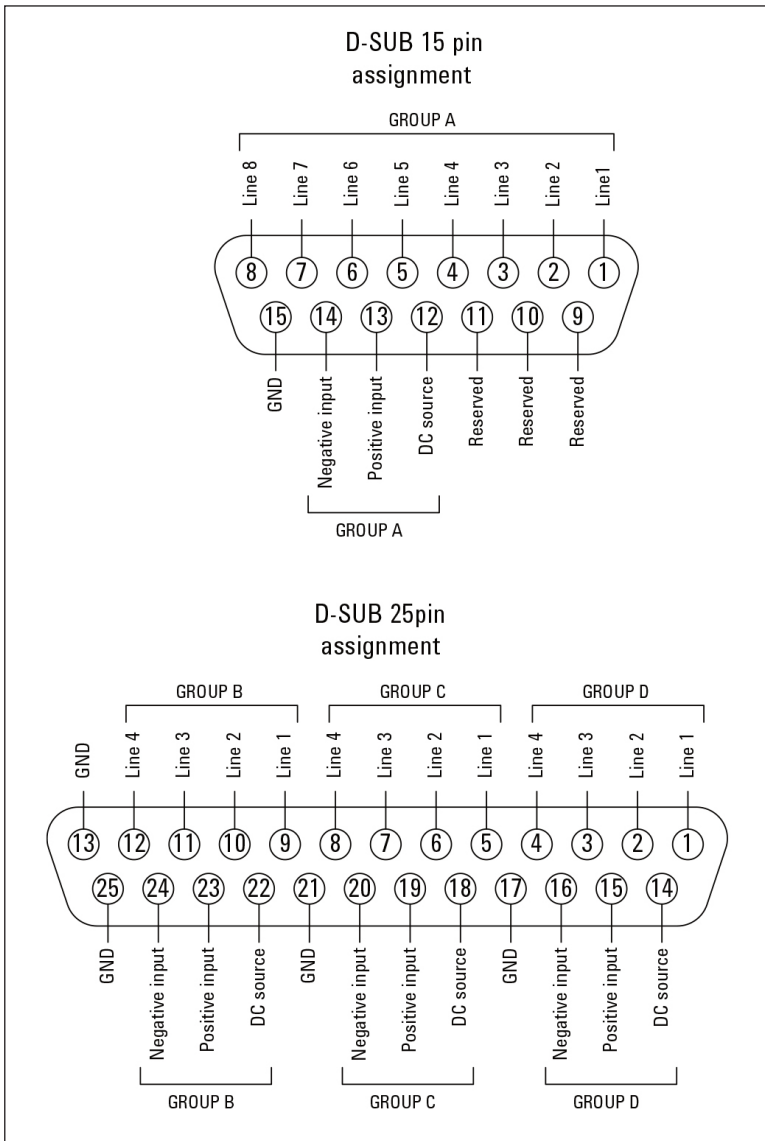 D-SUB 15 pin
assignment
GROUP A
Line 8 Line 7 Line 6 Line 5 Line 4 Line 3 Line 2 Line1
8 7 6 5 4 3 2 1
15 14 13 12 11 10 9
GND Negative input Positive input DC source Reserved Reserved Reserved
GROUP A
D-SUB 25pin
assignment
GROUP B GROUP C GROUP D
GND Line 4 Line 3 Line 2 Line 1 Line 4 Line 3 Line 2 Line 1 Line 4 Line 3 Line 2 Line 1
13 12 11 10 9 8 7 6 5 4 3 2 1
25 24 23 22 21 20 19 18 17 16 15 14
GND Negative input Positive input DC source GND Negative input Positive input DC source GND Negative input Positive input DC source
GROUP B GROUP C GROUP D